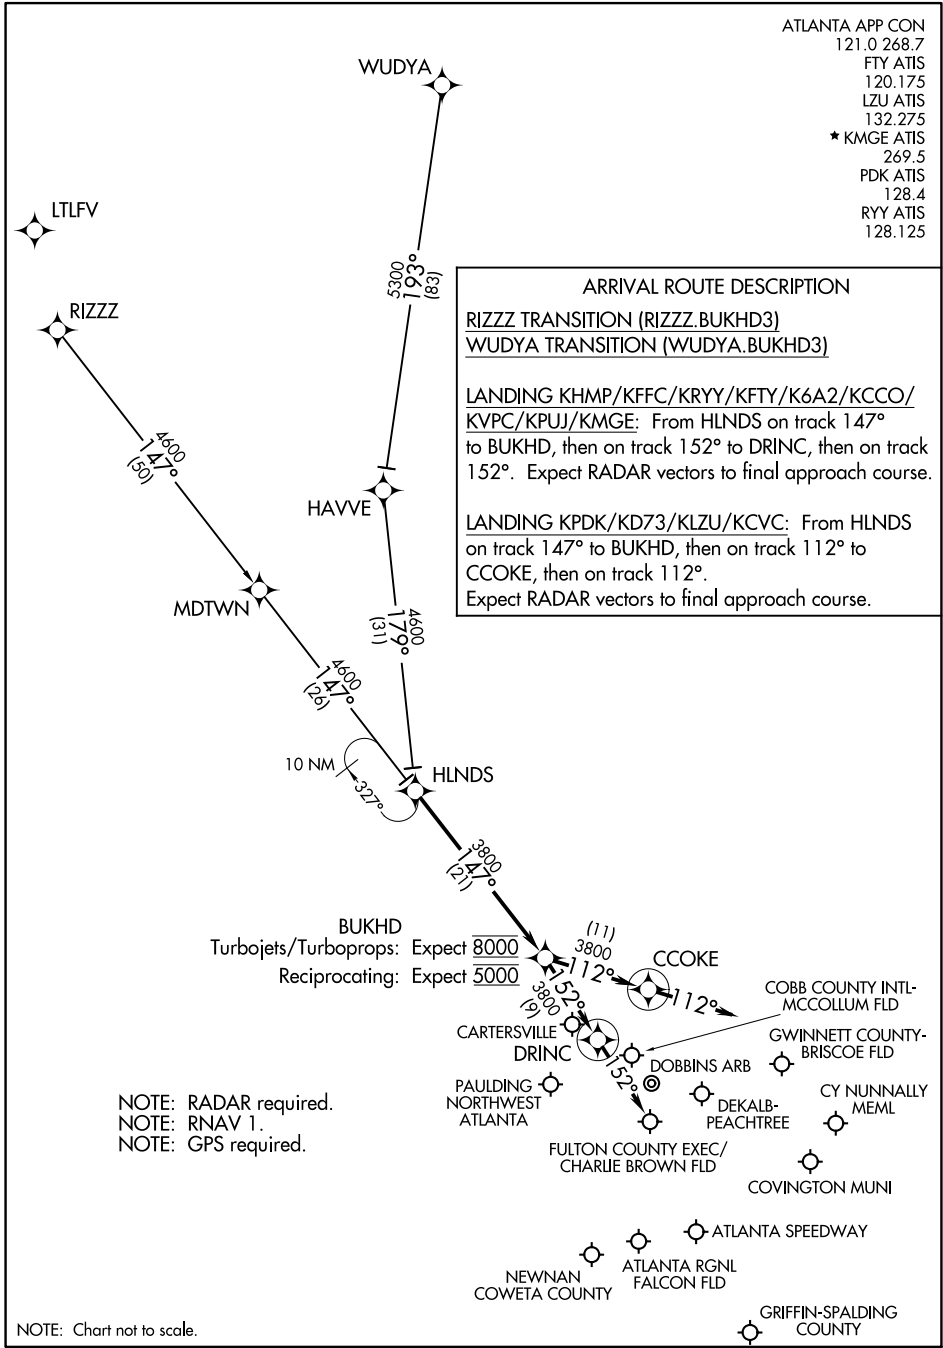 ATLANTA APP CON
121.0 268.7
FTY ATIS
120.175
LZU ATIS
132.275
★ KMGE ATIS
269.5
PDK ATIS
128.4
RYY ATIS
128.125
WUDYA
LTLFV
5300
193°
(83)
RIZZZ
ARRIVAL ROUTE DESCRIPTION
RIZZZ TRANSITION (RIZZZ.BUKHD3)
WUDYA TRANSITION (WUDYA.BUKHD3)
LANDING KHMP/KFFC/KRYY/KFTY/K6A2/KCCO/
KVPC/KPUJ/KMGE: From HLNDS on track 147°
to BUKHD, then on track 152° to DRINC, then on track
152°. Expect RADAR vectors to final approach course.
LANDING KPDK/KD73/KLZU/KCVC: From HLNDS
on track 147° to BUKHD, then on track 112° to
CCOKE, then on track 112°.
Expect RADAR vectors to final approach course.
4600
147°
(50)
HAVVE
MDTWN
4600
179°
(31)
4600
147°
(26)
10 NM
327°
HLNDS
3800
147°
(21)
BUKHD
Turbojets/Turboprops: Expect 8000
Reciprocating: Expect 5000
(11)
3800
112°
CCOKE
112°
152°
3800
(9)
COBB COUNTY INTL-
MCCOLLUM FLD
CARTERSVILLE
DRINC
GWINNETT COUNTY-
BRISCOE FLD
DOBBINS ARB
152°
PAULDING
NORTHWEST
ATLANTA
DEKALB-
PEACHTREE
CY NUNNALLY
MEML
NOTE: RADAR required.
NOTE: RNAV 1.
NOTE: GPS required.
FULTON COUNTY EXEC/
CHARLIE BROWN FLD
COVINGTON MUNI
ATLANTA SPEEDWAY
ATLANTA RGNL
FALCON FLD
NEWNAN
COWETA COUNTY
GRIFFIN-SPALDING
COUNTY
NOTE: Chart not to scale.